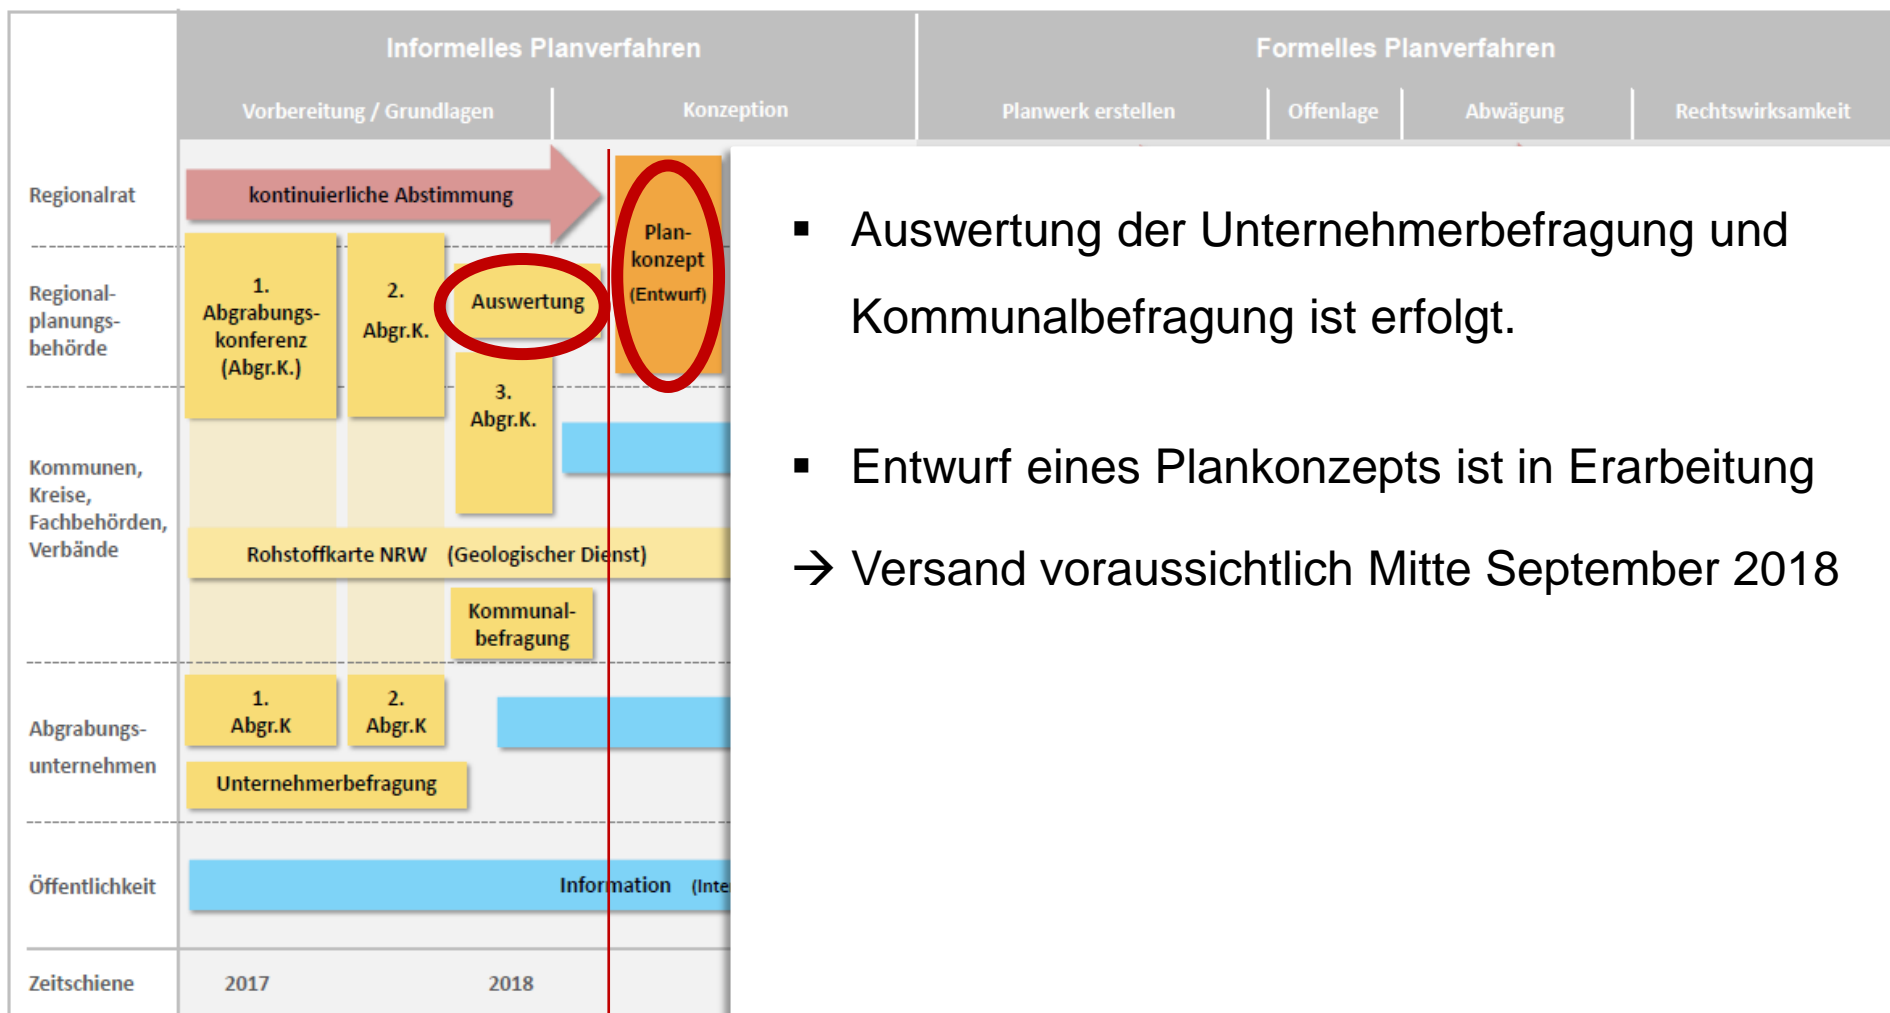 Informelles Planverfahren
Formelles Planverfahren
Vorbereitung / Grundlagen
Konzeption
Planwerk erstellen
Offenlage
Abwägung
Rechtswirksamkeit
Regionalrat
kontinuierliche Abstimmung
Plan-
konzept
(Entwurf)
Regional-
planungs-
behörde
1.
Abgrabungs-
konferenz
(Abgr.K.)
2.
Abgr.K.
Auswertung
3.
Abgr.K.
Kommunen,
Kreise,
Fachbehörden,
Verbände
Rohstoffkarte NRW (Geologischer Dienst)
Kommunal-
befragung
Abgrabungs-
unternehmen
1.
Abgr.K
2.
Abgr.K
Unternehmerbefragung
Öffentlichkeit
Information (Inte
Zeitschiene
2017
2018
▪ Auswertung der Unternehmerbefragung und
Kommunalbefragung ist erfolgt.
▪ Entwurf eines Plankonzepts ist in Erarbeitung
→ Versand voraussichtlich Mitte September 2018